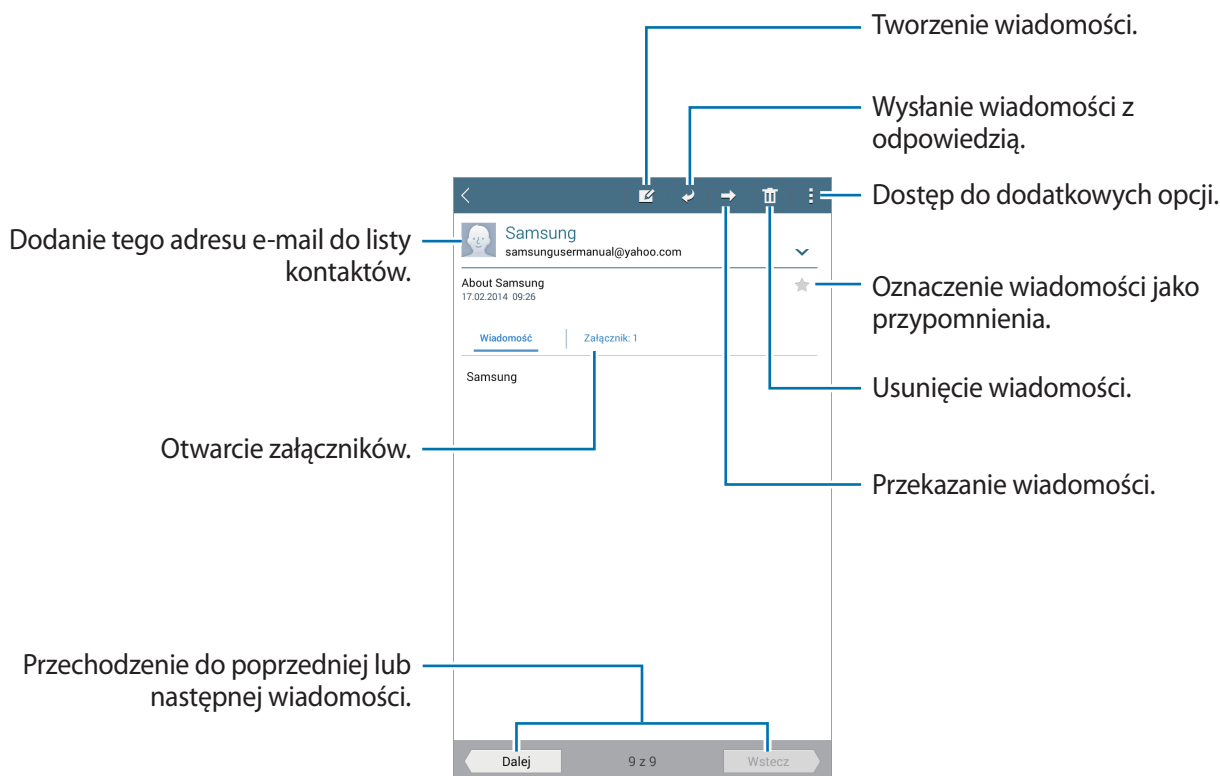 Tworzenie wiadomości.
Wysłanie wiadomości z
odpowiedzią.
Dostęp do dodatkowych opcji.
Dodanie tego adresu e-mail do listy
kontaktów.
Samsung
samsungusermanual@yahoo.com
About Samsung
17.02.2014 09:26
Oznaczenie wiadomości jako
przypomnienia.
Wiadomość
Załącznik: 1
Samsung
Usunięcie wiadomości.
Otwarcie załączników.
Przekazanie wiadomości.
Przechodzenie do poprzedniej lub
następnej wiadomości.
Dalej
9 z 9
Wstecz